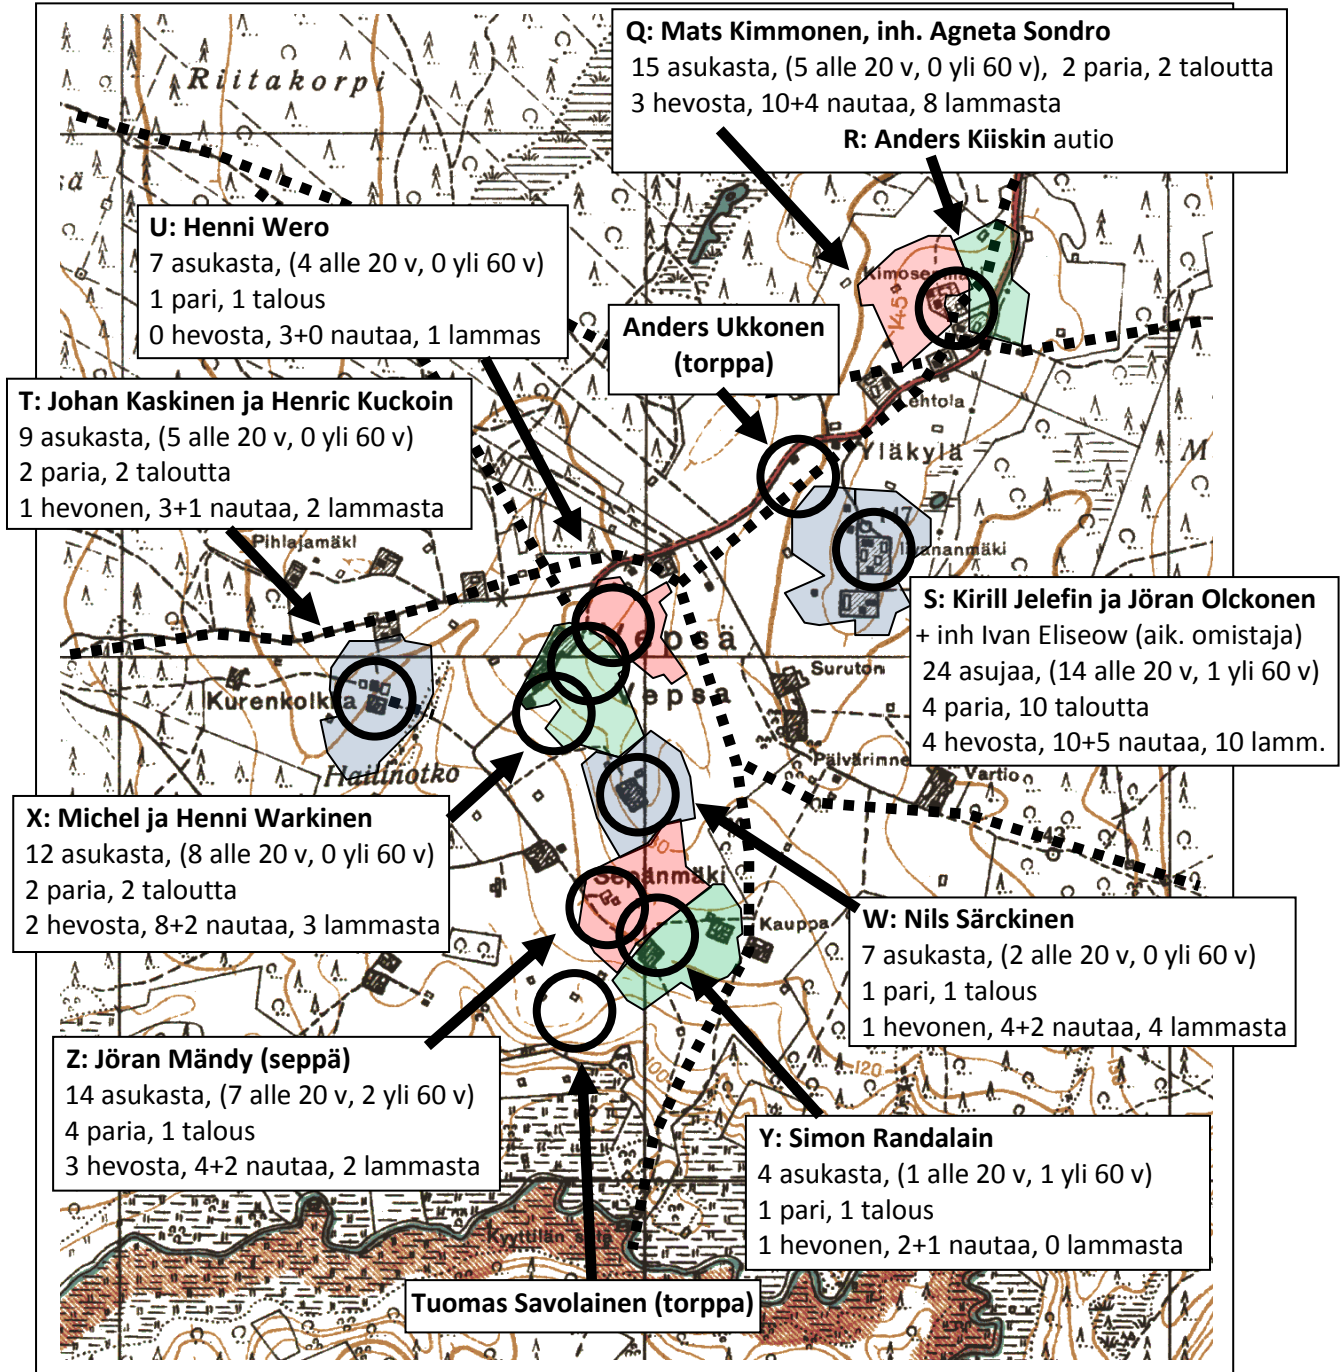 Q: Mats Kimmonen, inh. Agneta Sondro
15 asukasta, (5 alle 20 v, 0 yli 60 v), 2 paria, 2 taloutta
3 hevosta, 10+4 nautaa, 8 lammasta
R: Anders Kiiskin autio
Riitakorpi
U: Henni Wero
7 asukasta, (4 alle 20 v, 0 yli 60 v)
1 pari, 1 talous
0 hevosta, 3+0 nautaa, 1 lammas
Anders Ukkonen
(torppa)
145
T: Johan Kaskinen ja Henric Kuckoin
9 asukasta, (5 alle 20 v, 0 yli 60 v)
2 paria, 2 taloutta
1 hevonen, 3+1 nautaa, 2 lammasta
Yläkylä
M
147
Pihlajamäki
S: Kirill Jelefin ja Jöran Olckonen
+ inh Ivan Eliseow (aik. omistaja)
24 asujaa, (14 alle 20 v, 1 yli 60 v)
4 paria, 10 taloutta
4 hevosta, 10+5 nautaa, 10 lamm.
Vepsä
Vepsä
Suruton
Kurenkolkka
Hailinotko
Päivärinne
Vartio
X: Michel ja Henni Warkinen
12 asukasta, (8 alle 20 v, 0 yli 60 v)
2 paria, 2 taloutta
2 hevosta, 8+2 nautaa, 3 lammasta
Sepänmäki
Kauppa
W: Nils Särckinen
7 asukasta, (2 alle 20 v, 0 yli 60 v)
1 pari, 1 talous
1 hevonen, 4+2 nautaa, 4 lammasta
Z: Jöran Mändy (seppä)
14 asukasta, (7 alle 20 v, 2 yli 60 v)
4 paria, 1 talous
3 hevosta, 4+2 nautaa, 2 lammasta
100
120
Y: Simon Randalain
4 asukasta, (1 alle 20 v, 1 yli 60 v)
1 pari, 1 talous
1 hevonen, 2+1 nautaa, 0 lammasta
Kyyttilän
Tuomas Savolainen (torppa)